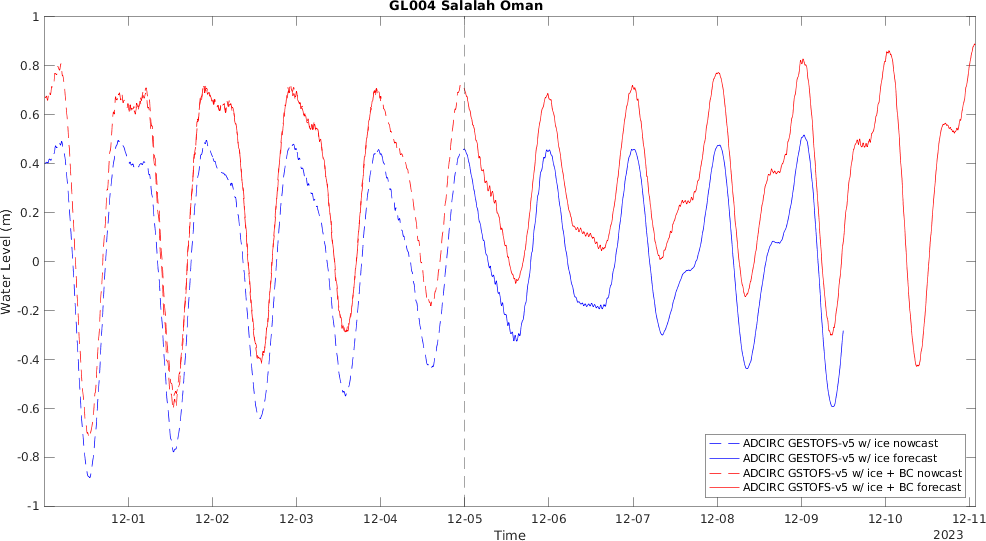 GL004 Salalah Oman
1
0.8
0.6
0.4
0.2
0
-0.2
-0.4
-0.6
-0.8
-1
Water Level (m)
12-01 12-02 12-03 12-04 12-05 12-06 12-07 12-08 12-09 12-10 12-11
Time
2023
ADCIRC GESTOFS-v5 w/ ice nowcast
ADCIRC GESTOFS-v5 w/ ice forecast
ADCIRC GSTOFS-v5 w/ ice + BC nowcast
ADCIRC GSTOFS-v5 w/ ice + BC forecast